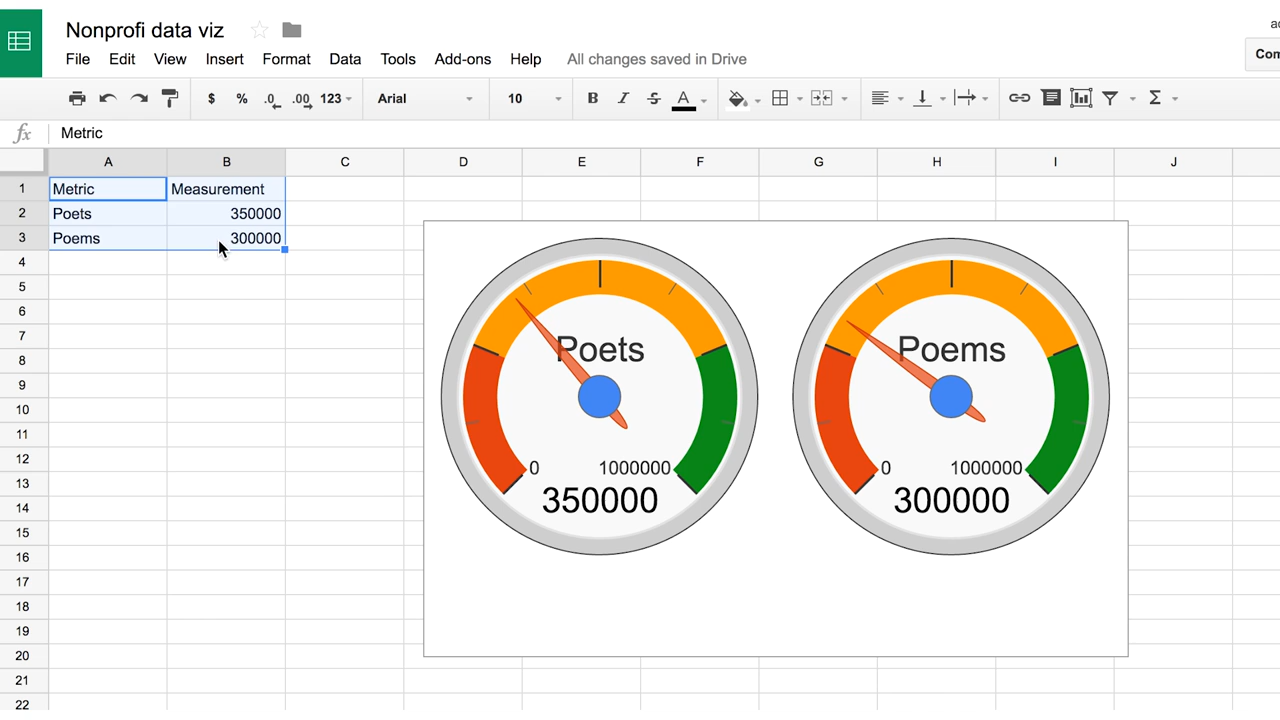 Nonprofi data viz
File Edit View Insert Format Data Tools Add-ons Help All changes saved in Drive
$ % .0 .00 123 Arial 10 B I S A Σ
fx Metric
A B C D E F G H I J
1 Metric Measurement
2 Poets 350000
3 Poems 300000
4
5
6
7
8
9
10
11
12
13
14
15
16
17
18
19
20
21
22
Poets
0 1000000
350000
Poems
0 1000000
300000